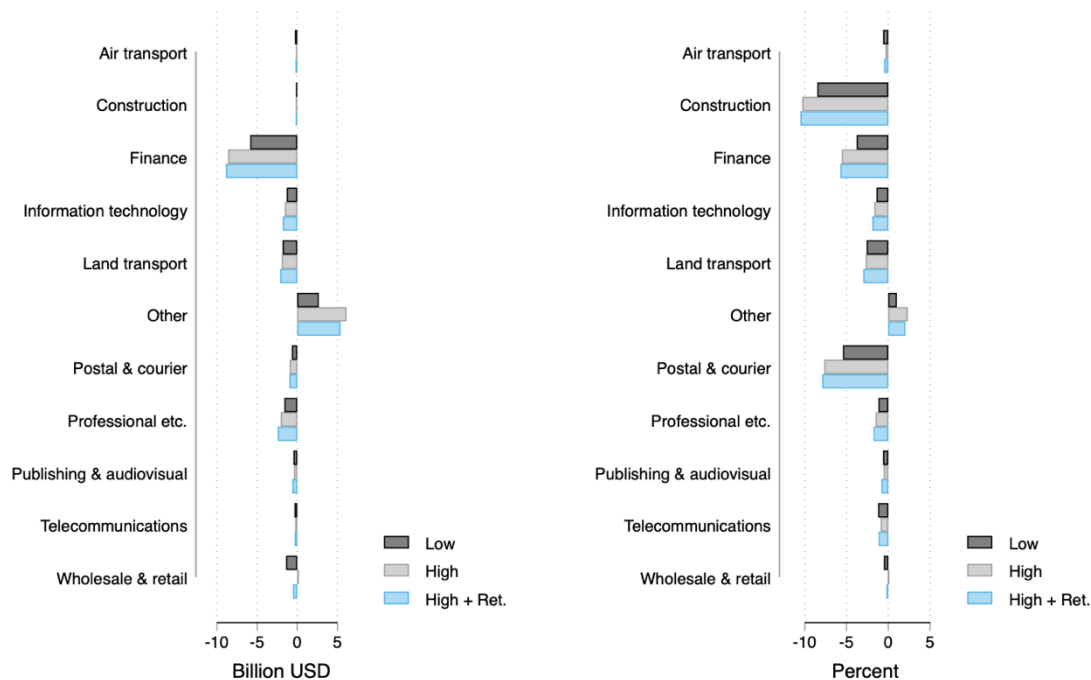 Air transport
Construction
Finance
Information technology
Land transport
Other
Postal & courier
Professional etc.
Publishing & audiovisual
Telecommunications
Wholesale & retail
Low
High
High + Ret.
-10 -5 0 5
Billion USD
Air transport
Construction
Finance
Information technology
Land transport
Other
Postal & courier
Professional etc.
Publishing & audiovisual
Telecommunications
Wholesale & retail
Low
High
High + Ret.
-10 -5 0 5
Percent